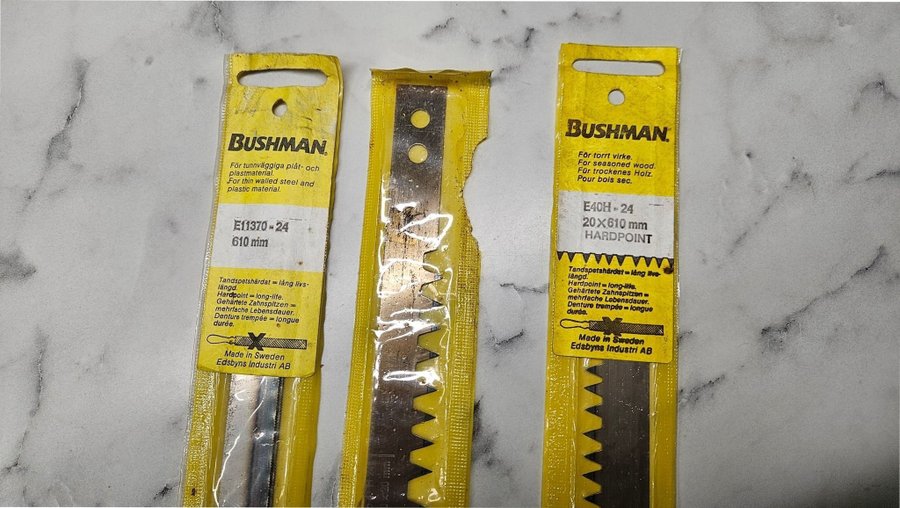 BUSHMAN®
För tunnväggiga plåt- och
plastmaterial.
For thin walled steel and
plastic material.
E11370-24
610 mm
Tandspetshärdat = lång livs-
längd.
Hardpoint = long-life.
Gehärtete Zahnspitzen =
mehrfache Lebensdauer.
Denture trempée = longue
durée.
Made in Sweden
Edsbyns Industri AB
BUSHMAN®
För torrt virke.
For seasoned wood.
Für trockenes Holz.
Pour bois sec.
E40H-24
20X610 mm
HARDPOINT
Tandspetshärdat = lång livs-
längd.
Hardpoint = long-life.
Gehärtete Zahnspitzen =
mehrfache Lebensdauer.
Denture trempée = longue
durée.
Made in Sweden
Edsbyns Industri AB